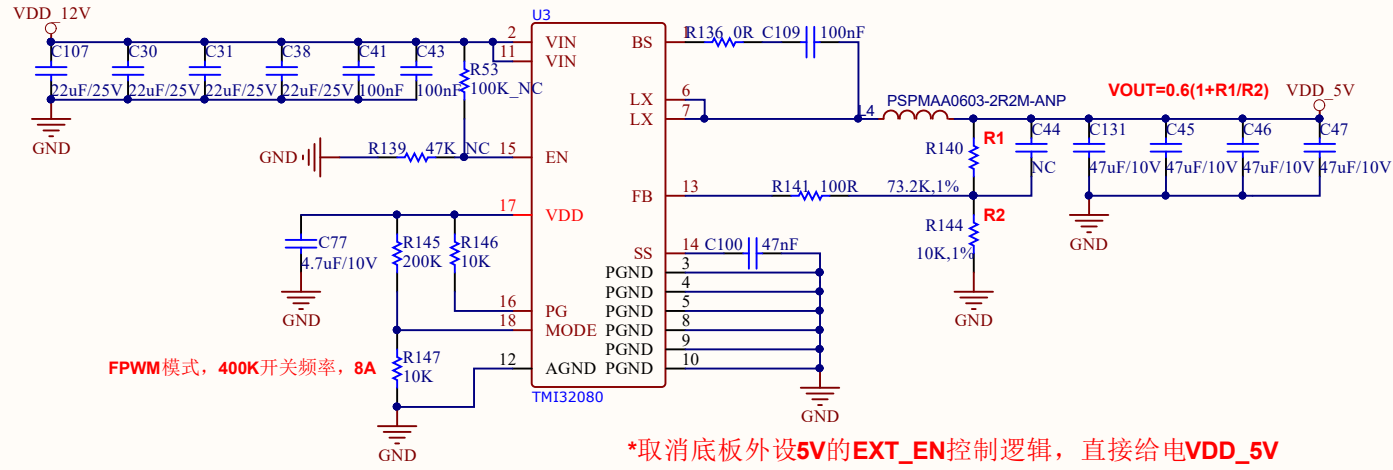 VDD_12V
U3
C107
C30
C31
C38
C41
C43
22uF/25V
22uF/25V
22uF/25V
22uF/25V
100nF
100nF
GND
R53
100K_NC
2
VIN
11
VIN
GND
R139
47K_NC
15
EN
17
VDD
C77
4.7uF/10V
GND
R145
200K
R146
10K
16
PG
18
MODE
12
AGND
R147
10K
GND
FPWM模式，400K开关频率，8A
TMI32080
BS
1
R136
0R
C109
100nF
LX
6
LX
7
L4
PSPMAA0603-2R2M-ANP
VOUT=0.6(1+R1/R2)
VDD_5V
R1
R140
73.2K,1%
C44
NC
C131
C45
C46
C47
47uF/10V
47uF/10V
47uF/10V
47uF/10V
GND
FB
13
R141
100R
R2
R144
10K,1%
GND
SS
14
C100
47nF
PGND
3
PGND
4
PGND
5
PGND
8
PGND
9
PGND
10
GND
*取消底板外设5V的EXT_EN控制逻辑，直接给电VDD_5V